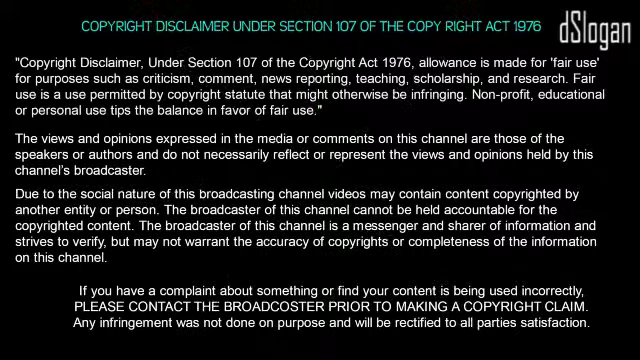 COPYRIGHT DISCLAIMER UNDER SECTION 107 OF THE COPY RIGHT ACT 1976
dSlogan
"Copyright Disclaimer, Under Section 107 of the Copyright Act 1976, allowance is made for 'fair use'
for purposes such as criticism, comment, news reporting, teaching, scholarship, and research. Fair
use is a use permitted by copyright statute that might otherwise be infringing. Non-profit, educational
or personal use tips the balance in favor of fair use."
The views and opinions expressed in the media or comments on this channel are those of the
speakers or authors and do not necessarily reflect or represent the views and opinions held by this
channel's broadcaster.
Due to the social nature of this broadcasting channel videos may contain content copyrighted by
another entity or person. The broadcaster of this channel cannot be held accountable for the
copyrighted content. The broadcaster of this channel is a messenger and sharer of information and
strives to verify, but may not warrant the accuracy of copyrights or completeness of the information
on this channel.
If you have a complaint about something or find your content is being used incorrectly,
PLEASE CONTACT THE BROADCOSTER PRIOR TO MAKING A COPYRIGHT CLAIM.
Any infringement was not done on purpose and will be rectified to all parties satisfaction.